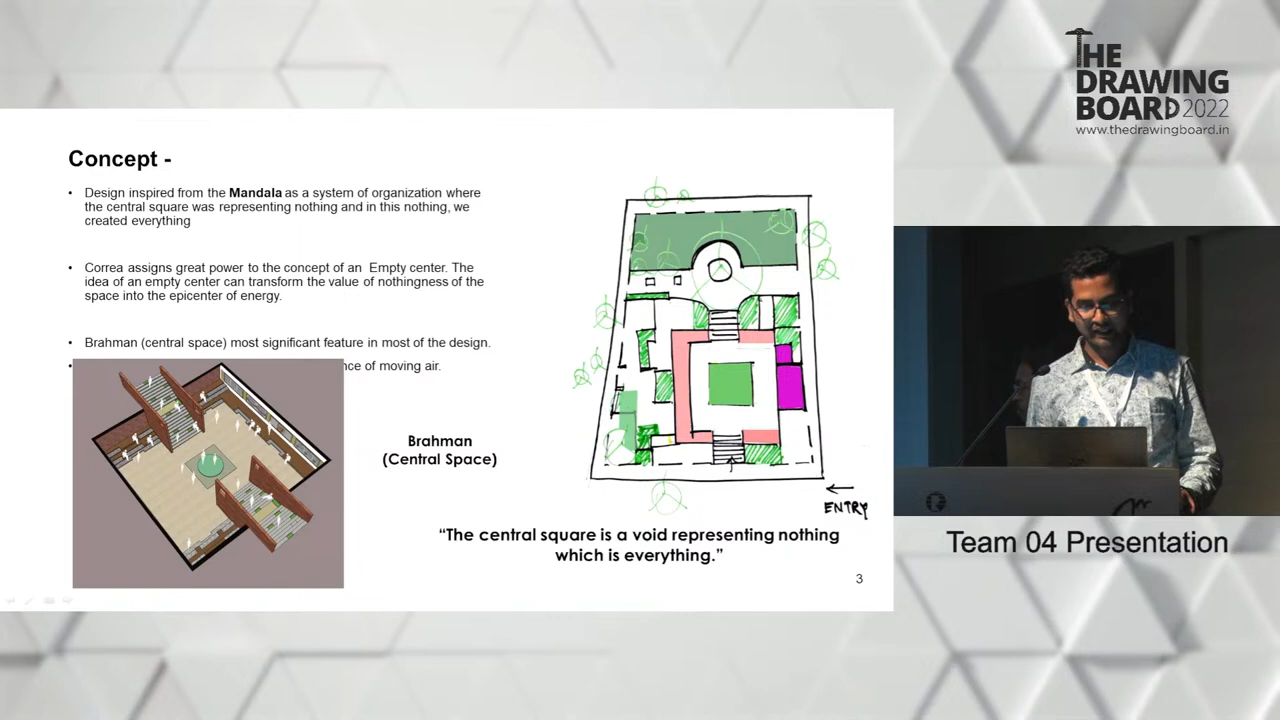 THE
DRAWING
BOARD 2022
www.thedrawingboard.in
Concept -
• Design inspired from the Mandala as a system of organization where
the central square was representing nothing and in this nothing, we
created everything
• Correa assigns great power to the concept of an Empty center. The
idea of an empty center can transform the value of nothingness of the
space into the epicenter of energy.
• Brahman (central space) most significant feature in most of the design.
• nce of moving air.
Brahman
(Central Space)
ENTRY
“The central square is a void representing nothing
which is everything.”
3
Team 04 Presentation